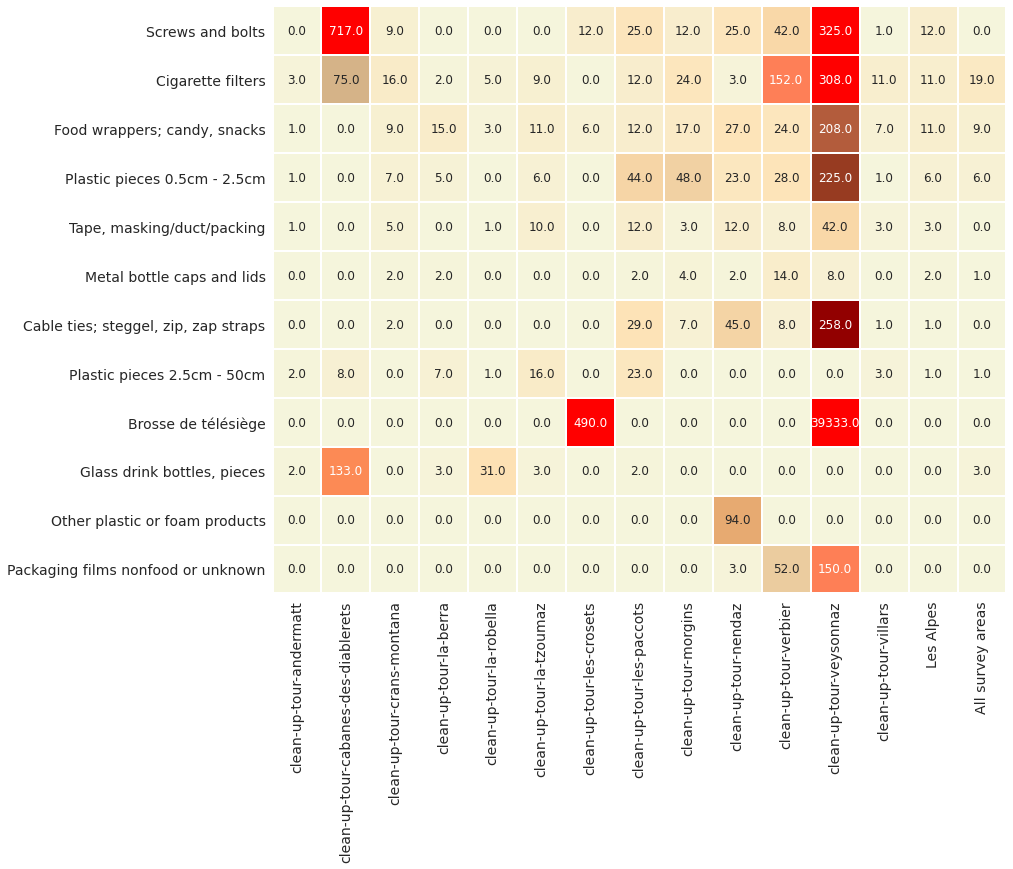 Screws and bolts 0.0 717.0 9.0 0.0 0.0 0.0 12.0 25.0 12.0 25.0 42.0 325.0 1.0 12.0 0.0
Cigarette filters 3.0 75.0 16.0 2.0 5.0 9.0 0.0 12.0 24.0 3.0 152.0 308.0 11.0 11.0 19.0
Food wrappers; candy, snacks 1.0 0.0 9.0 15.0 3.0 11.0 6.0 12.0 17.0 27.0 24.0 208.0 7.0 11.0 9.0
Plastic pieces 0.5cm - 2.5cm 1.0 0.0 7.0 5.0 0.0 6.0 0.0 44.0 48.0 23.0 28.0 225.0 1.0 6.0 6.0
Tape, masking/duct/packing 1.0 0.0 5.0 0.0 1.0 10.0 0.0 12.0 3.0 12.0 8.0 42.0 3.0 3.0 0.0
Metal bottle caps and lids 0.0 0.0 2.0 2.0 0.0 0.0 0.0 2.0 4.0 2.0 14.0 8.0 0.0 2.0 1.0
Cable ties; steggel, zip, zap straps 0.0 0.0 2.0 0.0 0.0 0.0 0.0 29.0 7.0 45.0 8.0 258.0 1.0 1.0 0.0
Plastic pieces 2.5cm - 50cm 2.0 8.0 0.0 7.0 1.0 16.0 0.0 23.0 0.0 0.0 0.0 0.0 3.0 1.0 1.0
Brosse de télésiège 0.0 0.0 0.0 0.0 0.0 0.0 490.0 0.0 0.0 0.0 0.0 39333.0 0.0 0.0 0.0
Glass drink bottles, pieces 2.0 133.0 0.0 3.0 31.0 3.0 0.0 2.0 0.0 0.0 0.0 0.0 0.0 0.0 3.0
Other plastic or foam products 0.0 0.0 0.0 0.0 0.0 0.0 0.0 0.0 0.0 94.0 0.0 0.0 0.0 0.0 0.0
Packaging films nonfood or unknown 0.0 0.0 0.0 0.0 0.0 0.0 0.0 0.0 0.0 3.0 52.0 150.0 0.0 0.0 0.0
clean-up-tour-andermatt
clean-up-tour-cabanes-des-diablerets
clean-up-tour-crans-montana
clean-up-tour-la-berra
clean-up-tour-la-robella
clean-up-tour-la-tzoumaz
clean-up-tour-les-crosets
clean-up-tour-les-paccots
clean-up-tour-morgins
clean-up-tour-nendaz
clean-up-tour-verbier
clean-up-tour-veysonnaz
clean-up-tour-villars
Les Alpes
All survey areas